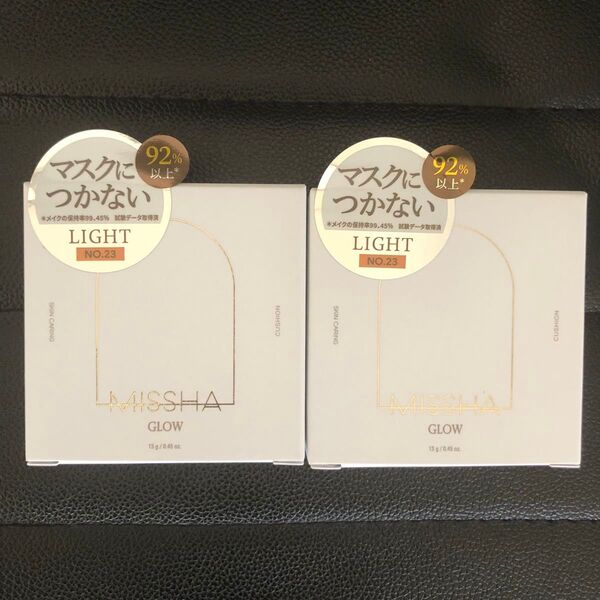 マスクに
つかない
92%
以上*
*メイクの保持率99.45% 試験データ取得済
LIGHT
NO.23
SKIN CARING
CUSHION
MISSHA
GLOW
15 g / 0.45 oz.
マスクに
つかない
92%
以上*
*メイクの保持率99.45% 試験データ取得済
LIGHT
NO.23
SKIN CARING
CUSHION
MISSHA
GLOW
15 g / 0.45 oz.